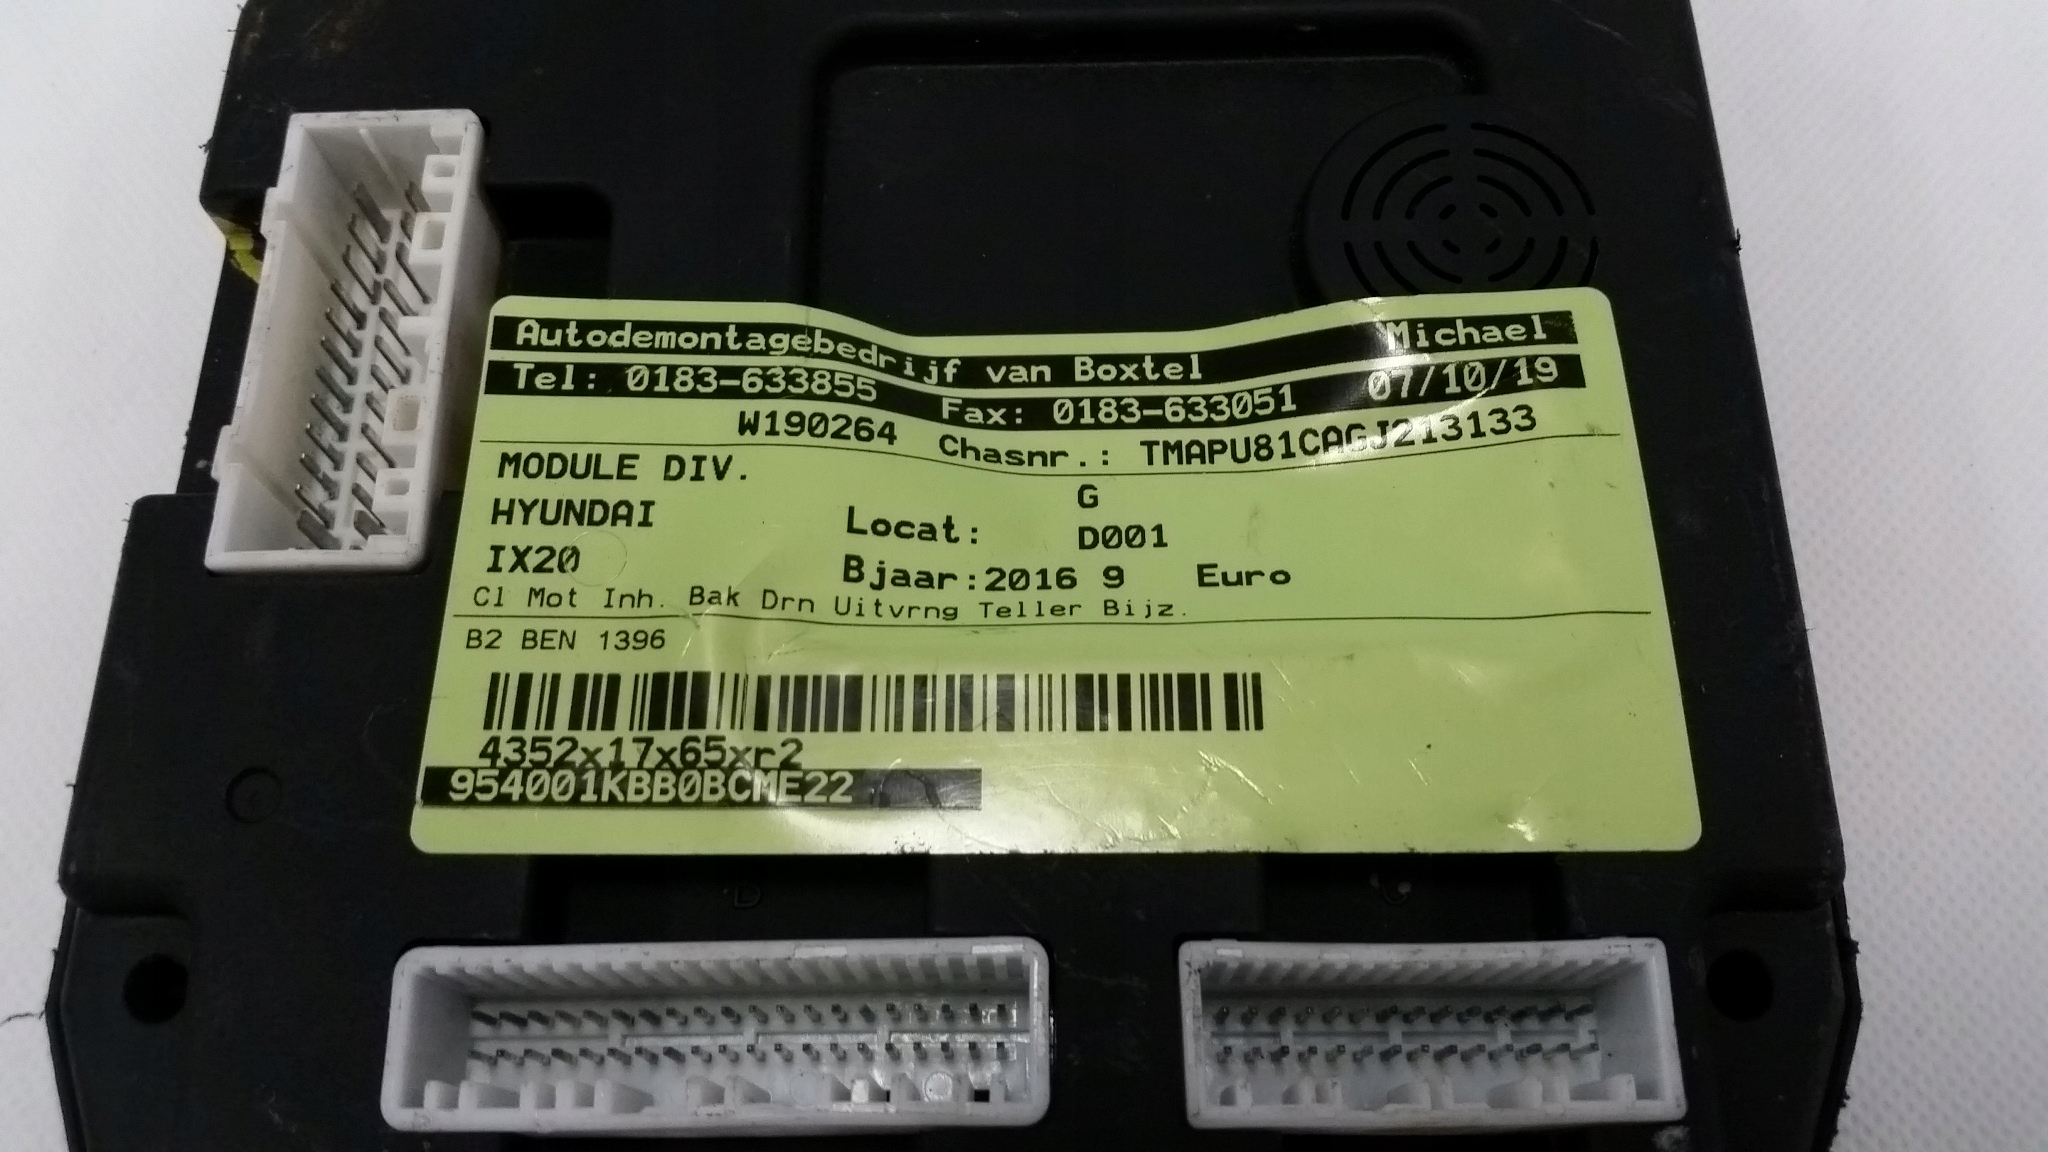 Autodemontagebedrijf van Boxtel Michael
Tel: 0183-633855 Fax: 0183-633051 07/10/19
W190264 Chasnr.: TMAPU81CAGJ213133
MODULE DIV.
G
HYUNDAI Locat: D001
IX20 Bjaar:2016 9 Euro
Cl Mot Inh. Bak Drn Uitvrng Teller Bijz.
B2 BEN 1396
4352x17x65xr2
954001KBB0BCME22
D
C